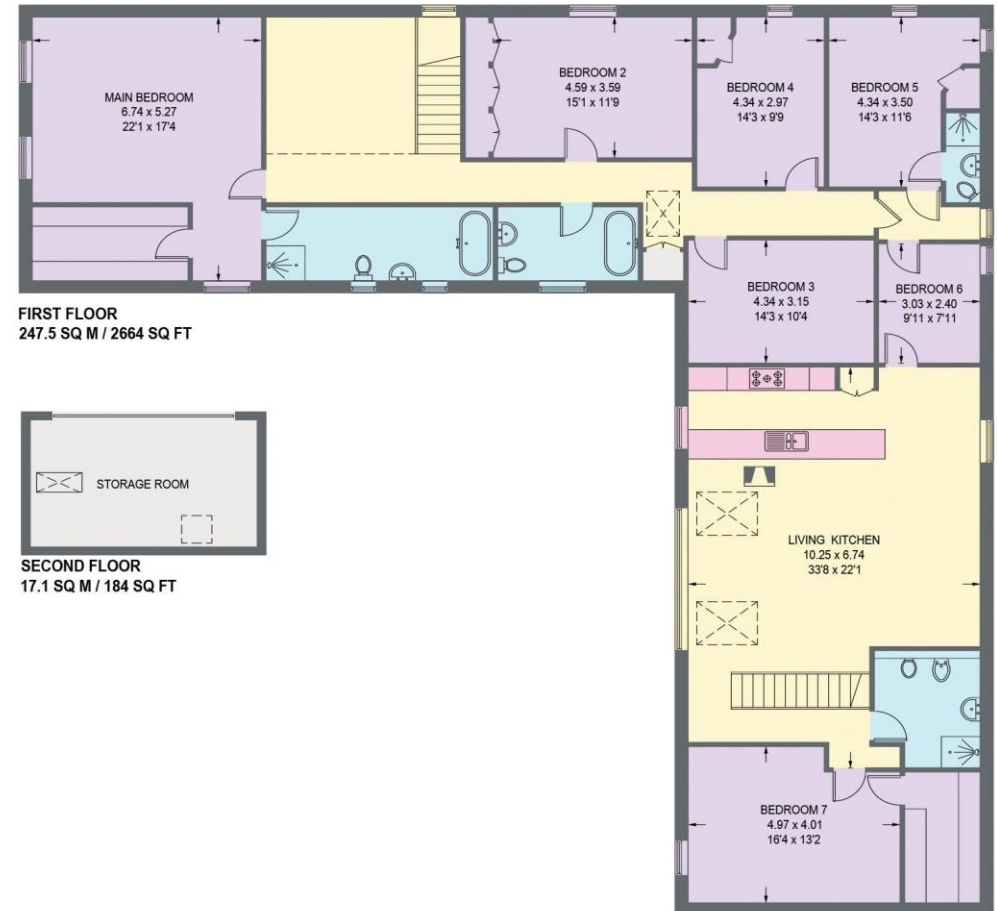 MAIN BEDROOM
6.74 x 5.27
22'1 x 17'4
BEDROOM 2
4.59 x 3.59
15'1 x 11'9
BEDROOM 4
4.34 x 2.97
14'3 x 9'9
BEDROOM 5
4.34 x 3.50
14'3 x 11'6
BEDROOM 3
4.34 x 3.15
14'3 x 10'4
BEDROOM 6
3.03 x 2.40
9'11 x 7'11
FIRST FLOOR
247.5 SQ M / 2664 SQ FT
STORAGE ROOM
SECOND FLOOR
17.1 SQ M / 184 SQ FT
LIVING KITCHEN
10.25 x 6.74
33'8 x 22'1
BEDROOM 7
4.97 x 4.01
16'4 x 13'2